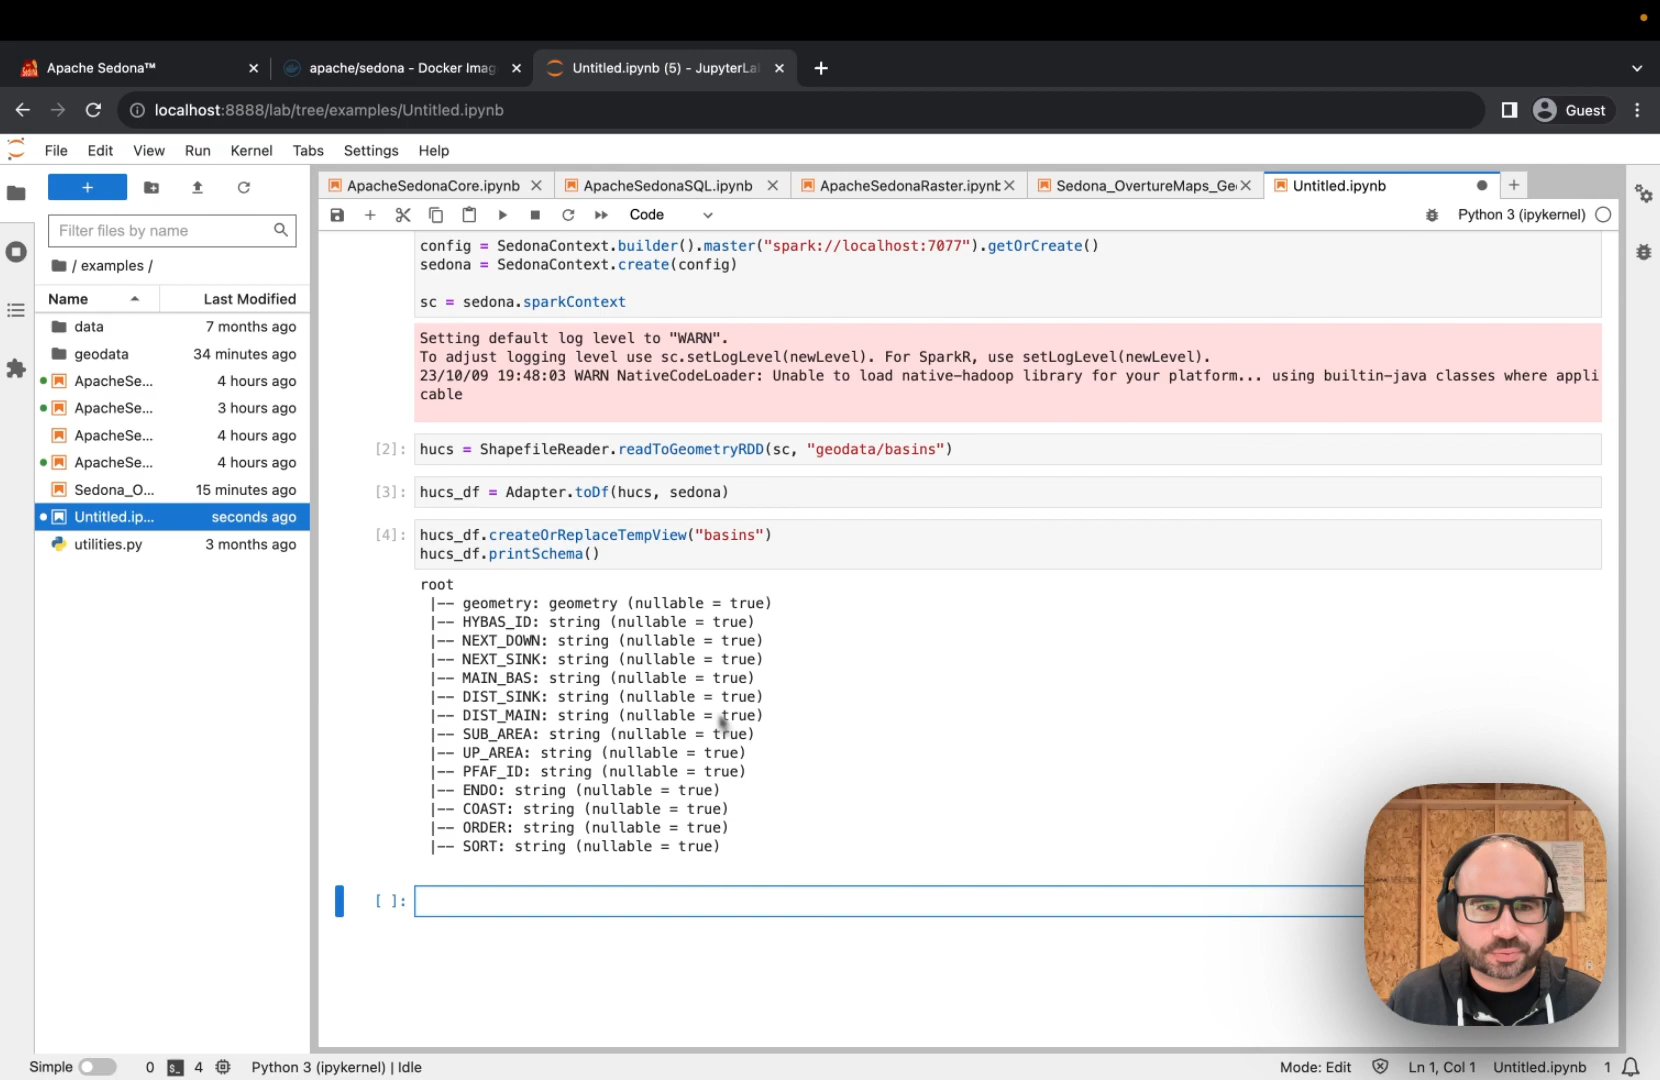 Apache Sedona™
apache/sedona - Docker Imag
Untitled.ipynb (5) - JupyterLa
localhost:8888/lab/tree/examples/Untitled.ipynb
Guest
File Edit View Run Kernel Tabs Settings Help
ApacheSedonaCore.ipynb
ApacheSedonaSQL.ipynb
ApacheSedonaRaster.ipynb
Sedona_OvertureMaps_Ge
Untitled.ipynb
Code
Python 3 (ipykernel)
Filter files by name
/ examples /
Name Last Modified
data 7 months ago
geodata 34 minutes ago
ApacheSe... 4 hours ago
ApacheSe... 3 hours ago
ApacheSe... 4 hours ago
ApacheSe... 4 hours ago
Sedona_O... 15 minutes ago
Untitled.ip... seconds ago
utilities.py 3 months ago
config = SedonaContext.builder().master("spark://localhost:7077").getOrCreate()
sedona = SedonaContext.create(config)
sc = sedona.sparkContext
Setting default log level to "WARN".
To adjust logging level use sc.setLogLevel(newLevel). For SparkR, use setLogLevel(newLevel).
23/10/09 19:48:03 WARN NativeCodeLoader: Unable to load native-hadoop library for your platform... using builtin-java classes where appli
cable
[2]: hucs = ShapefileReader.readToGeometryRDD(sc, "geodata/basins")
[3]: hucs_df = Adapter.toDf(hucs, sedona)
[4]: hucs_df.createOrReplaceTempView("basins")
hucs_df.printSchema()
root
|-- geometry: geometry (nullable = true)
|-- HYBAS_ID: string (nullable = true)
|-- NEXT_DOWN: string (nullable = true)
|-- NEXT_SINK: string (nullable = true)
|-- MAIN_BAS: string (nullable = true)
|-- DIST_SINK: string (nullable = true)
|-- DIST_MAIN: string (nullable = true)
|-- SUB_AREA: string (nullable = true)
|-- UP_AREA: string (nullable = true)
|-- PFAF_ID: string (nullable = true)
|-- ENDO: string (nullable = true)
|-- COAST: string (nullable = true)
|-- ORDER: string (nullable = true)
|-- SORT: string (nullable = true)
[ ]:
Simple 0 4 Python 3 (ipykernel) | Idle
Mode: Edit Ln 1, Col 1 Untitled.ipynb 1